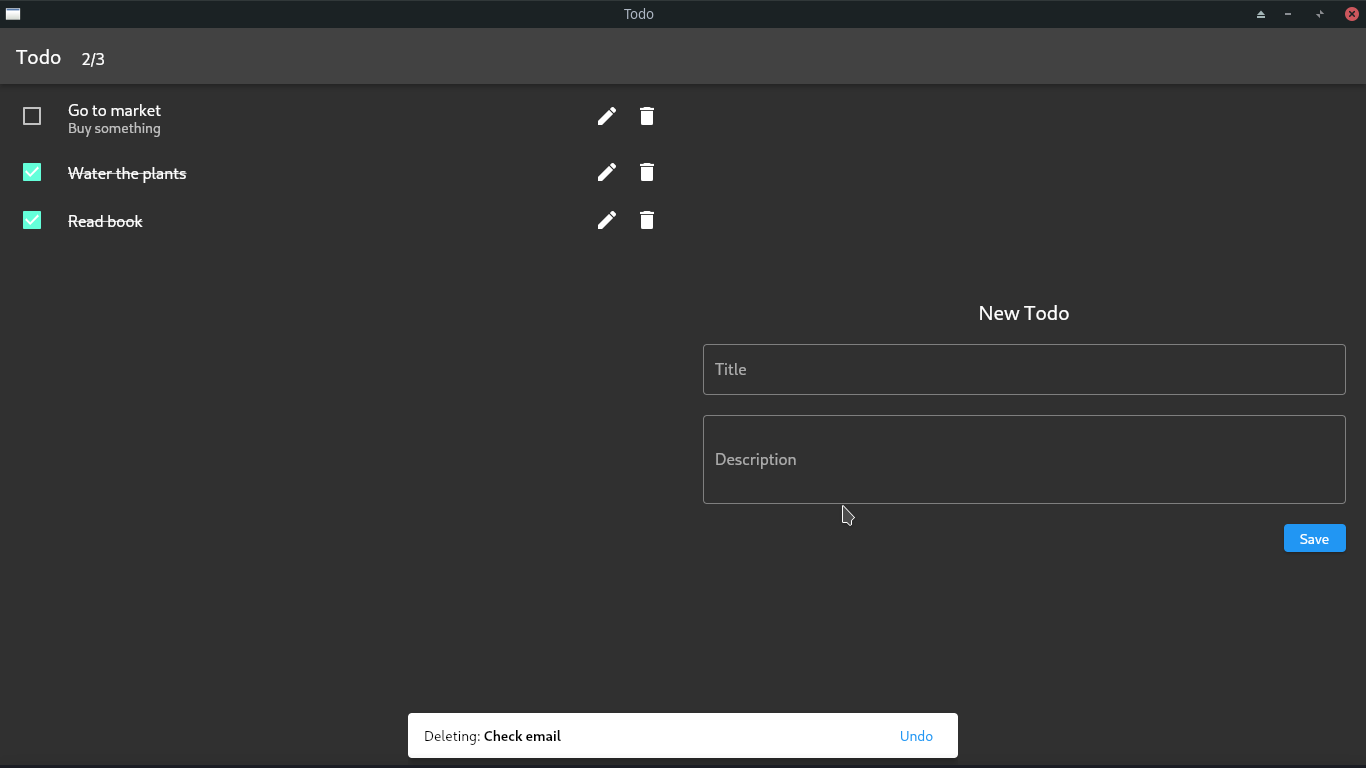 Todo
Todo 2/3
Go to market
Buy something
Water the plants
Read book
New Todo
Title
Description
Save
Deleting: Check email Undo